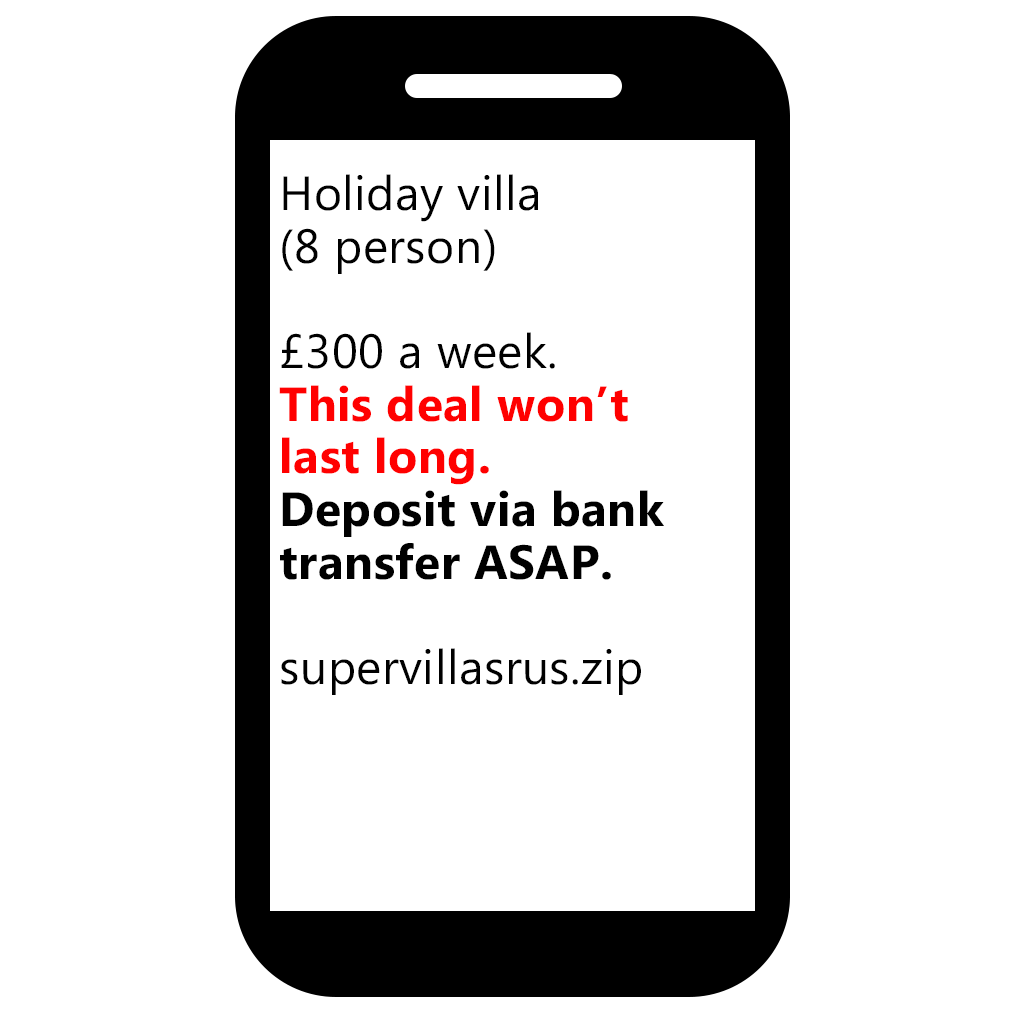 Holiday villa
(8 person)
£300 a week.
This deal won’t
last long.
Deposit via bank
transfer ASAP.
supervillasrus.zip